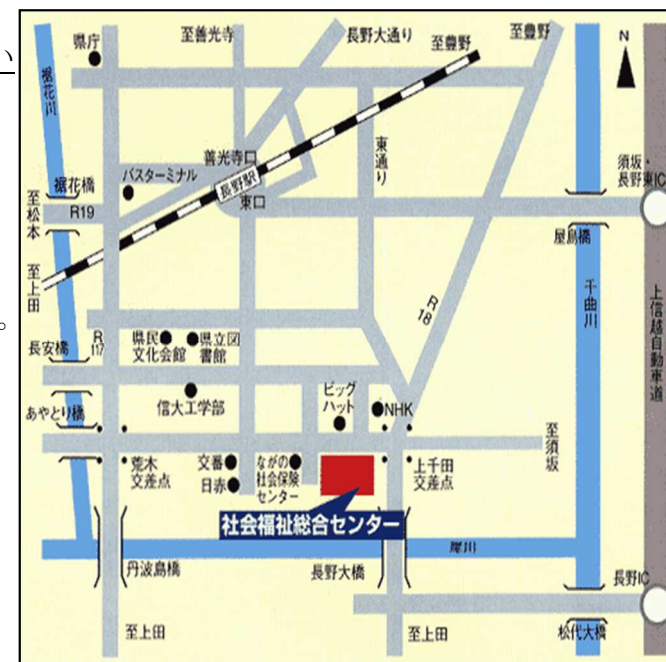 い
。
県庁
至善光寺
長野大通り
至豊野
至豊野
N
裾花川
善光寺口
東通り
須坂・
長野東IC
バスターミナル
裾花橋
長野駅
至松本
R19
東口
屋島橋
至上田
千曲川
上信越自動車道
R
18
R
117
県民
文化会館
県立図
書館
長安橋
ビッグ
ハット
あやとり橋
信大工学部
NHK
至須坂
荒木
交差点
交番
日赤
ながの
社会保険
センター
上千田
交差点
社会福祉総合センター
犀川
丹波島橋
長野大橋
長野IC
至上田
至上田
松代大橋